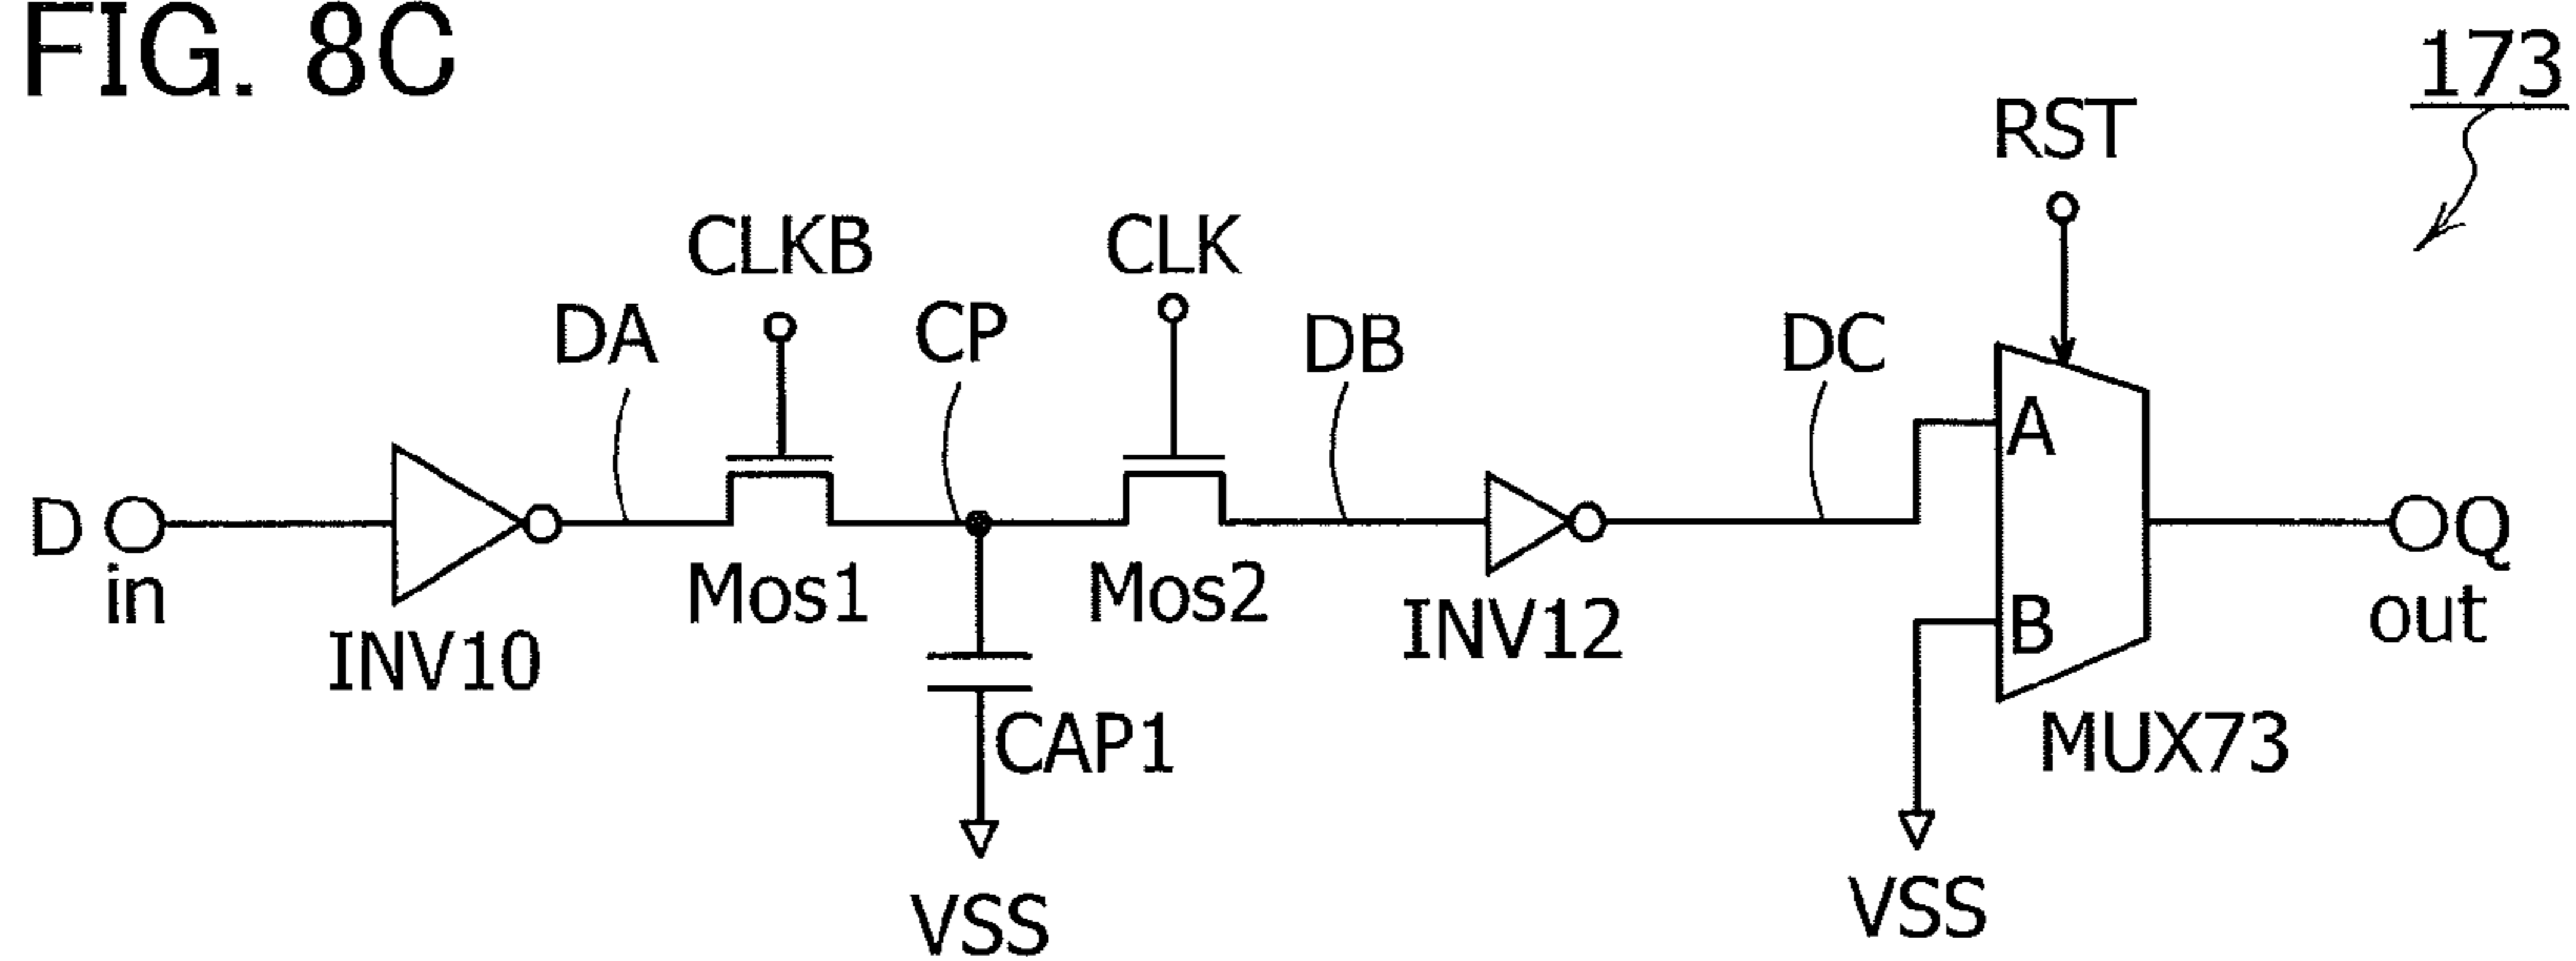 FIG. 8C
173
RST
CLKB
CLK
DA
CP
DB
DC
A
D
in
INV10
Mos1
Mos2
INV12
B
Q
out
CAP1
MUX73
VSS
VSS